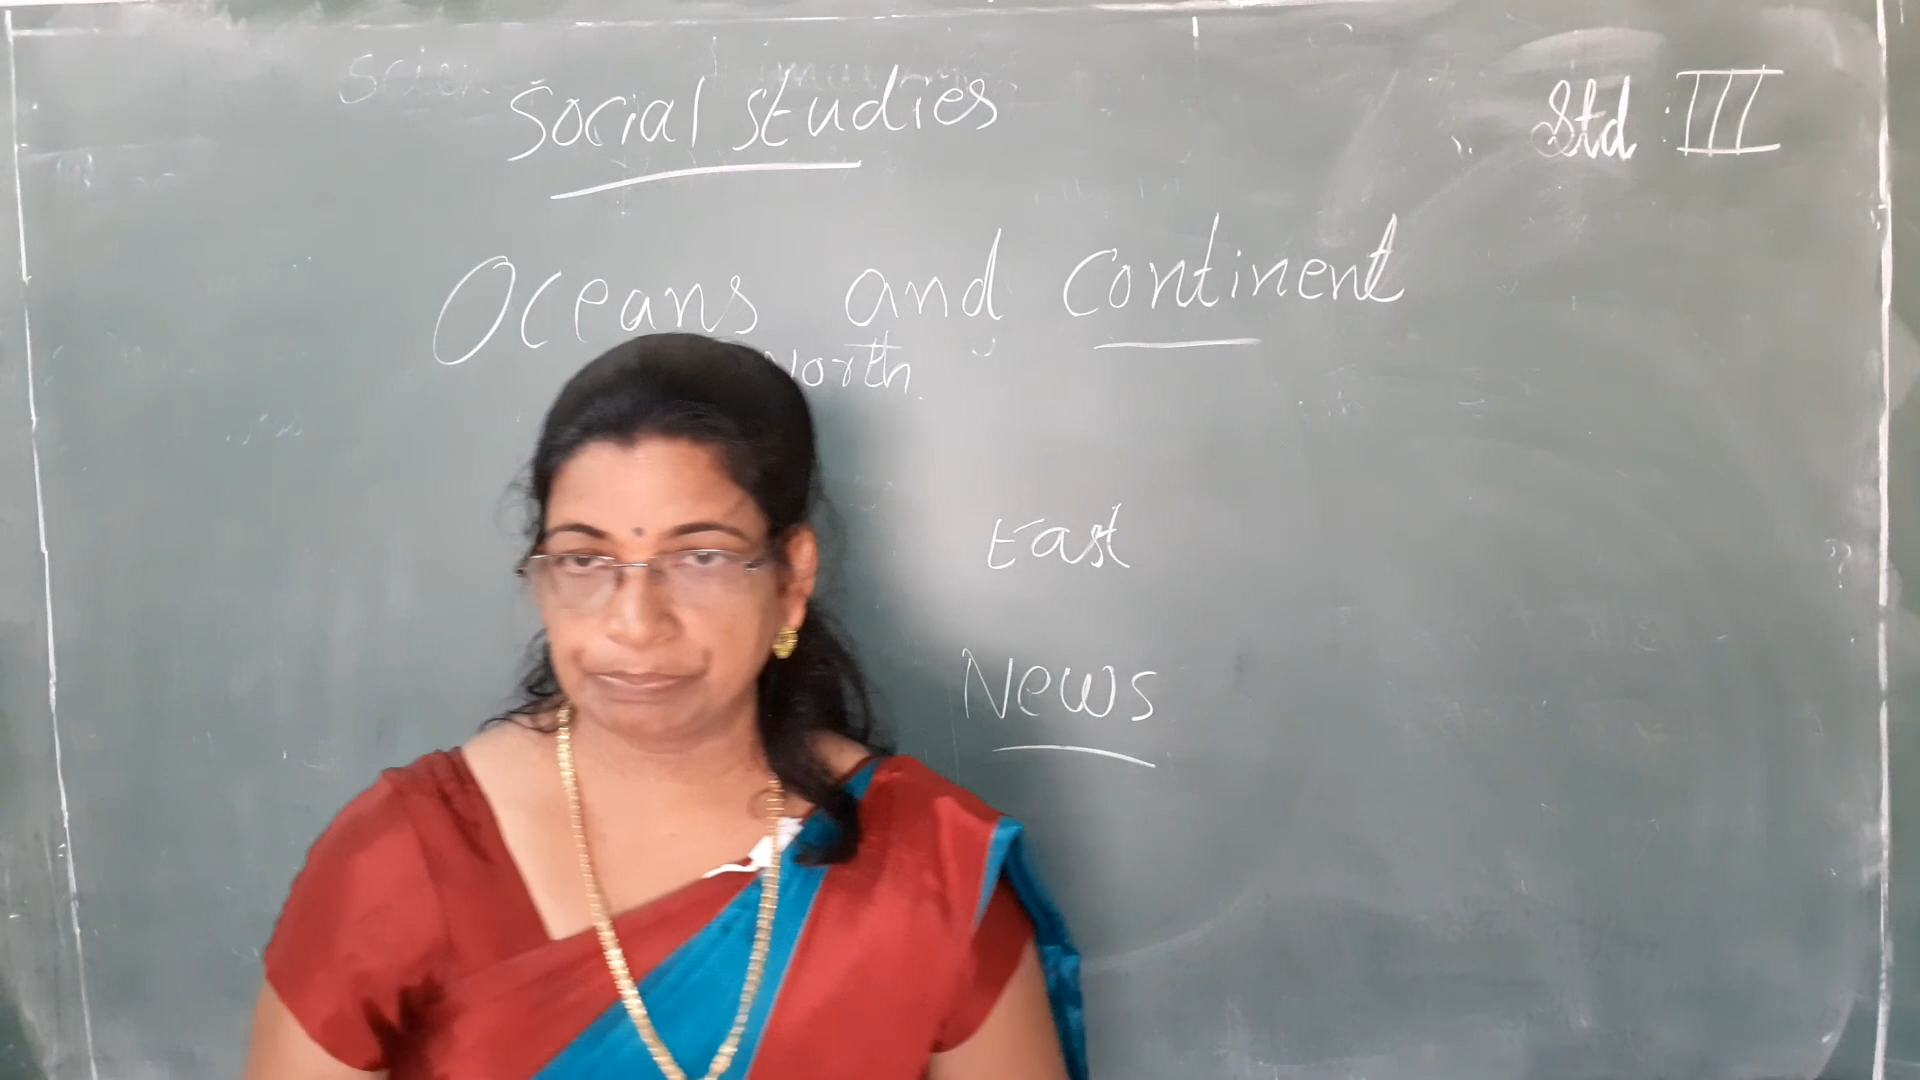 Social studies
Std : III
Oceans and continent
North
East
News